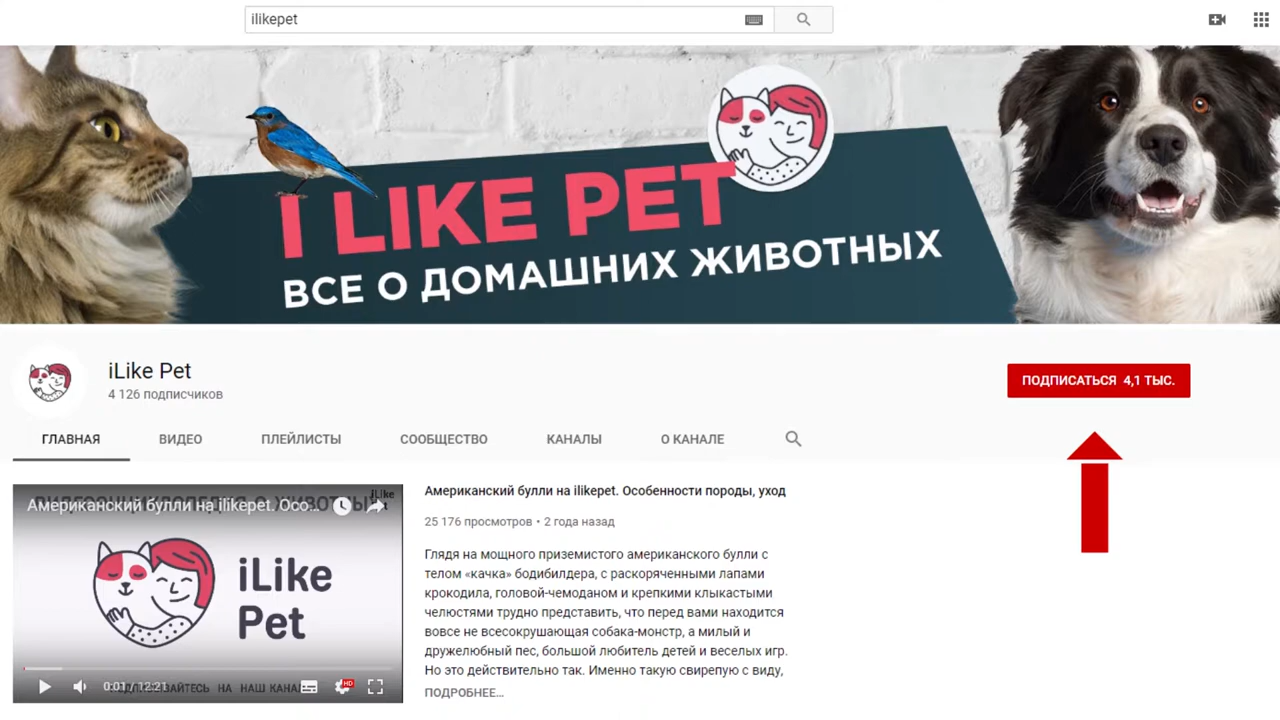 ilikepet
I LIKE PET
ВСЕ О ДОМАШНИХ ЖИВОТНЫХ
iLike Pet
4 126 подписчиков
ПОДПИСАТЬСЯ 4,1 ТЫС.
ГЛАВНАЯ ВИДЕО ПЛЕЙЛИСТЫ СООБЩЕСТВО КАНАЛЫ О КАНАЛЕ
Американский булли на ilikepet. Осо...
iLike
Pet
0:01 / 12:21
HD
Американский булли на ilikepet. Особенности породы, уход
25 176 просмотров • 2 года назад
Глядя на мощного приземистого американского булли с
телом «качка» бодибилдера, с раскоряченными лапами
крокодила, головой-чемоданом и крепкими клыкастыми
челюстями трудно представить, что перед вами находится
вовсе не всесокрушающая собака-монстр, а милый и
дружелюбный пес, большой любитель детей и веселых игр.
Но это действительно так. Именно такую свирепую с виду,
ПОДРОБНЕЕ...